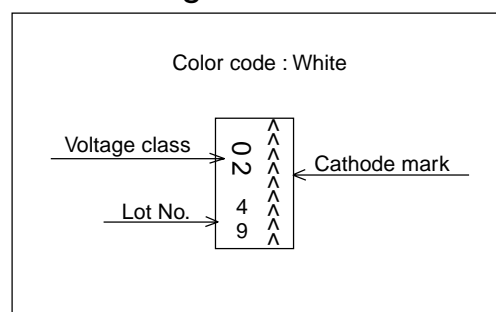 Color code : White
Voltage class
02
Cathode mark
Lot No.
4
9